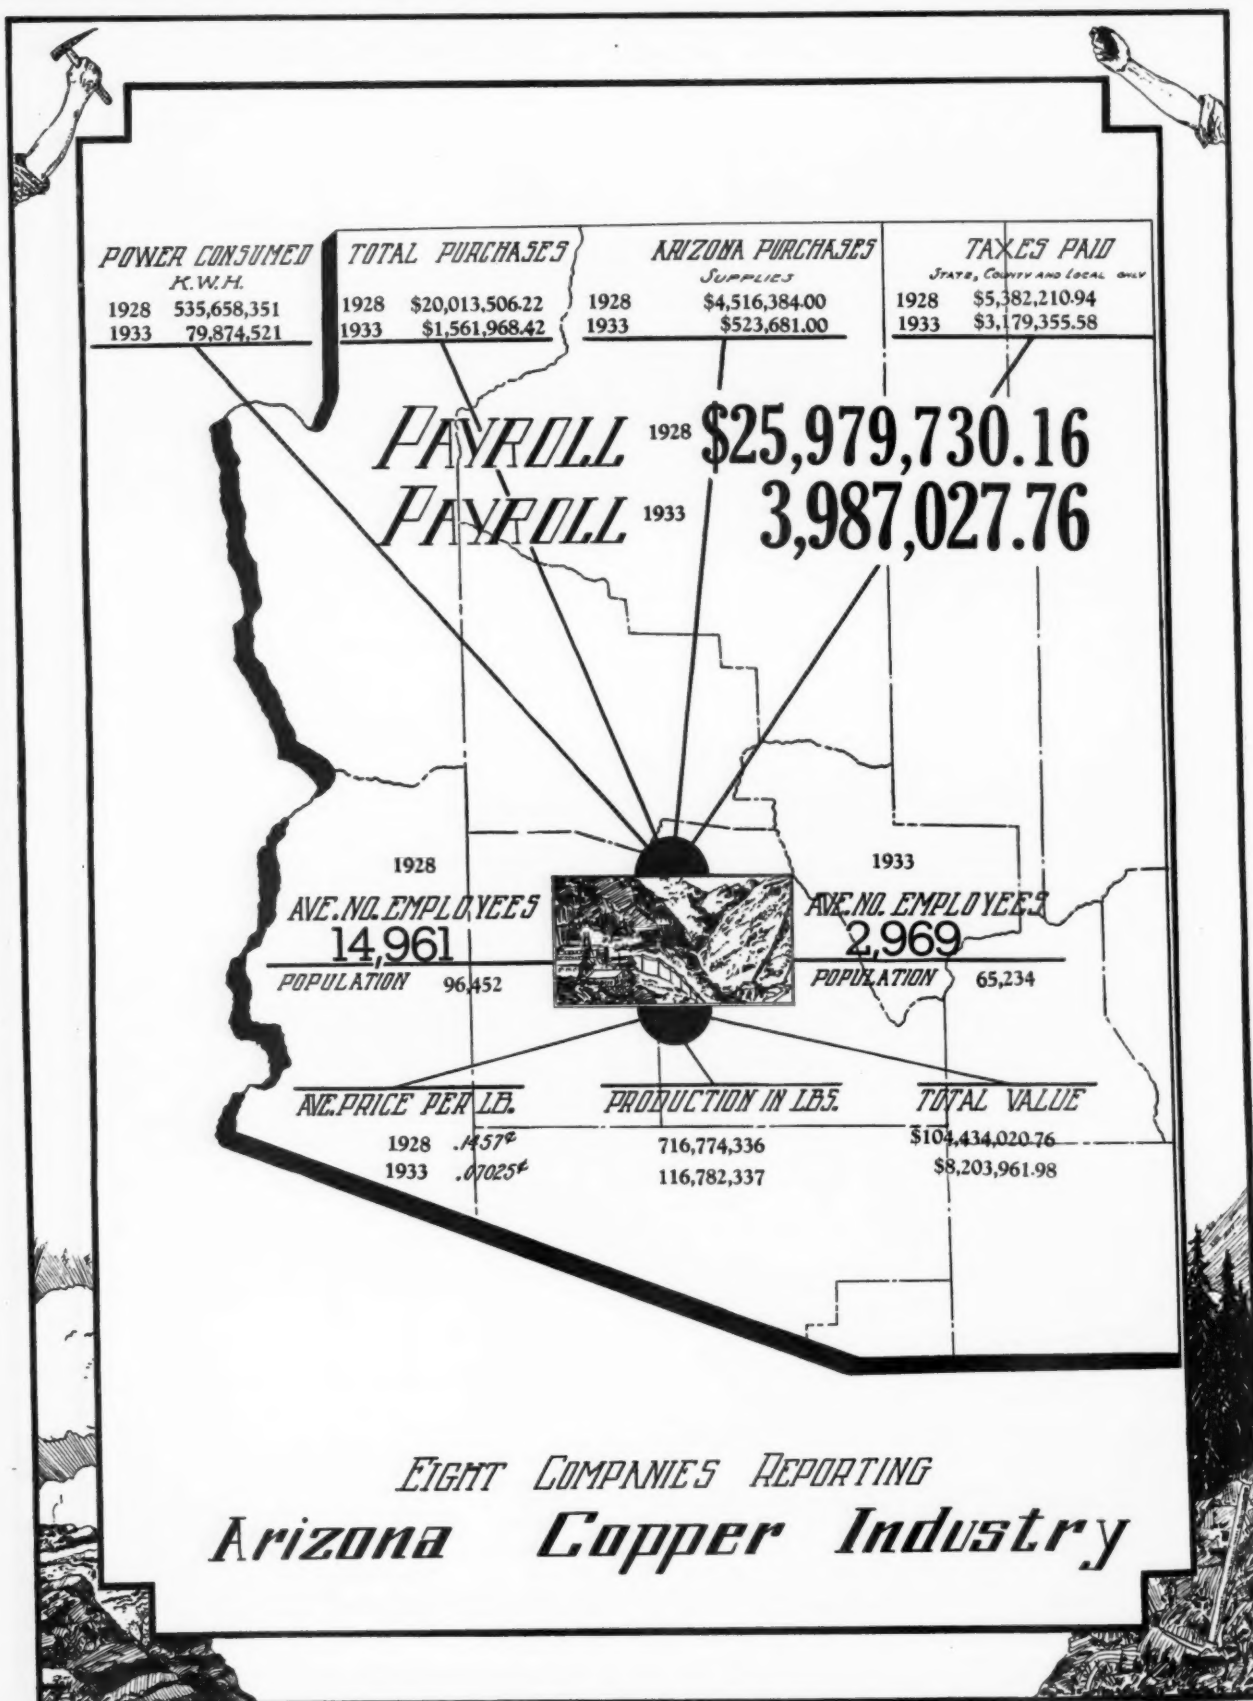 POWER CONSUMED
K.W.H.
1928 535,658,351
1933 79,874,521
TOTAL PURCHASES
1928 $20,013,506.22
1933 $1,561,968.42
ARIZONA PURCHASES
SUPPLIES
1928 $4,516,384.00
1933 $523,681.00
TAXES PAID
STATE, COUNTY AND LOCAL ONLY
1928 $5,382,210.94
1933 $3,179,355.58
PAYROLL 1928 $25,979,730.16
PAYROLL 1933 3,987,027.76
1928
AVE. NO. EMPLOYEES
14,961
POPULATION 96,452
1933
AVE. NO. EMPLOYEES
2,969
POPULATION 65,234
AVE. PRICE PER LB.
1928 .1457¢
1933 .07025¢
PRODUCTION IN LBS.
716,774,336
116,782,337
TOTAL VALUE
$104,434,020.76
$8,203,961.98
EIGHT COMPANIES REPORTING
Arizona Copper Industry